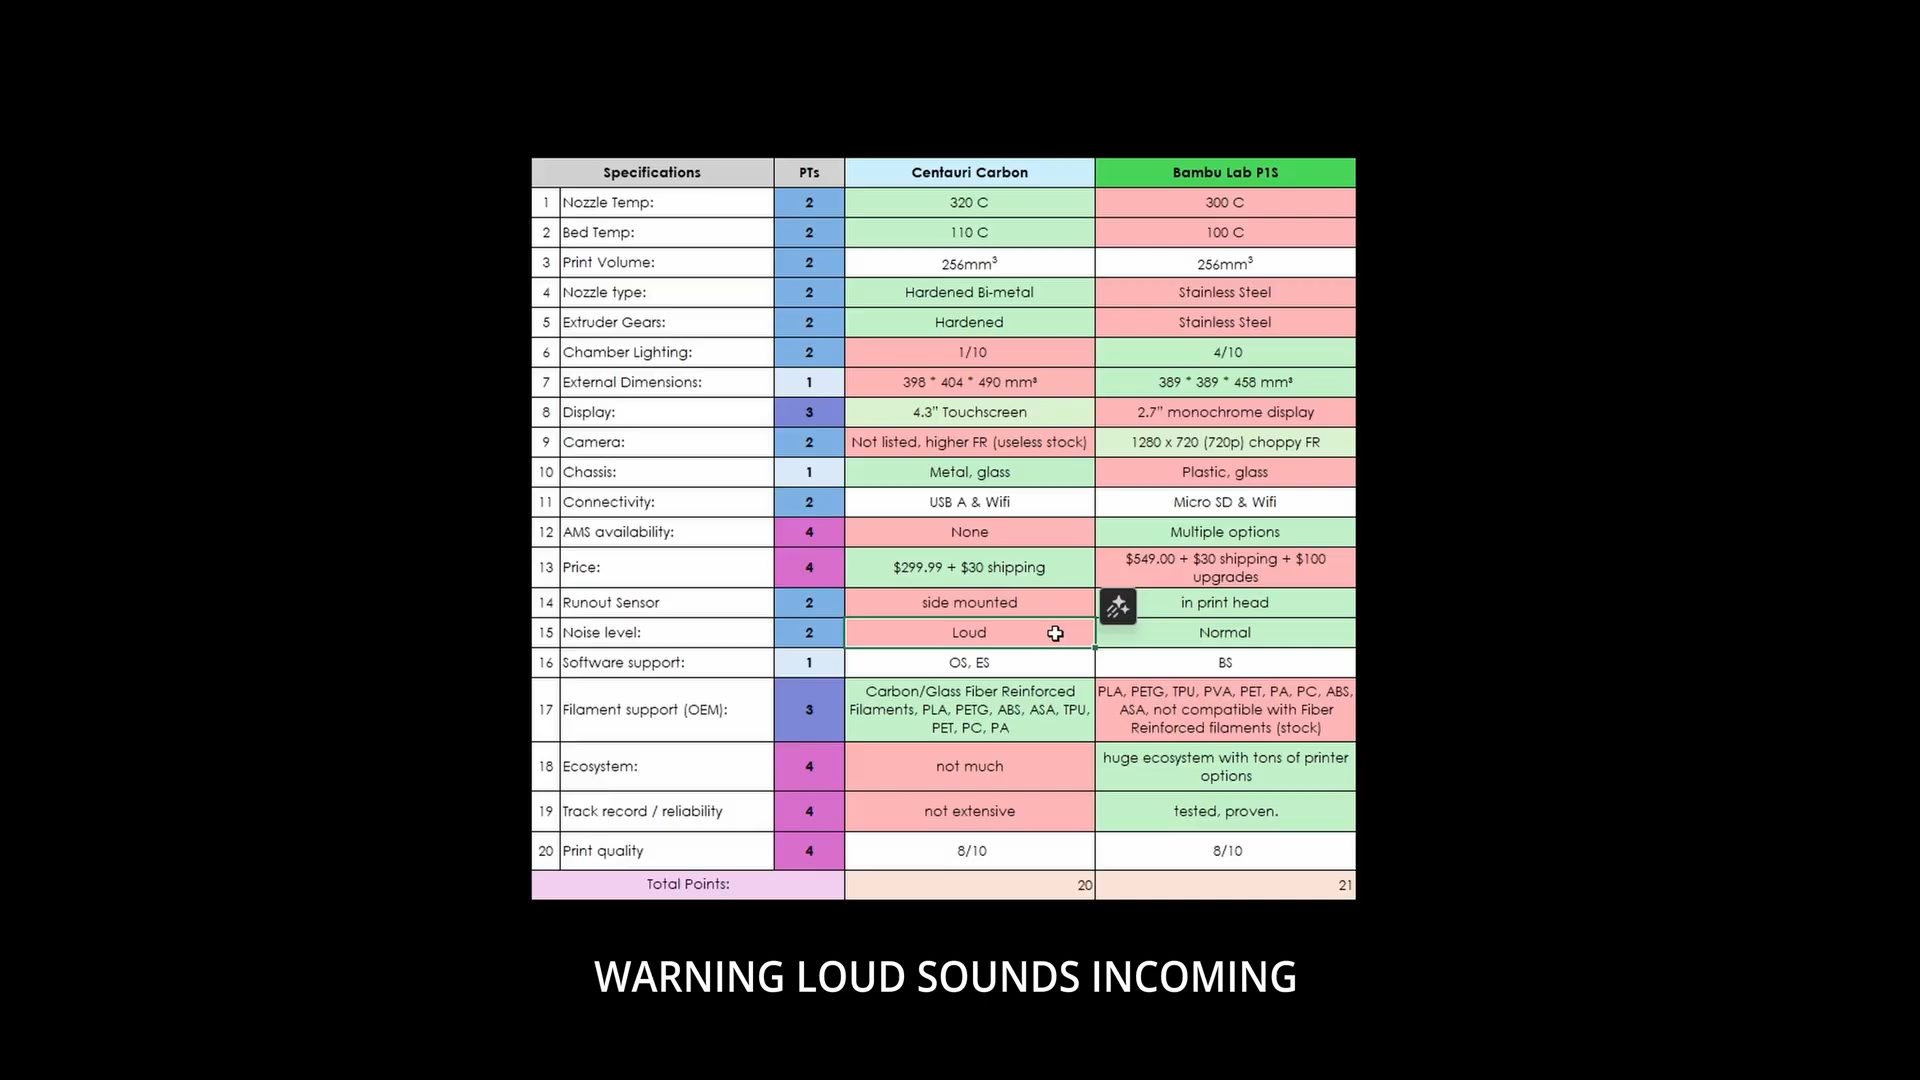 Specifications PTs Centauri Carbon Bambu Lab P1S
1 Nozzle Temp: 2 320 C 300 C
2 Bed Temp: 2 110 C 100 C
3 Print Volume: 2 256mm³ 256mm³
4 Nozzle type: 2 Hardened Bi-metal Stainless Steel
5 Extruder Gears: 2 Hardened Stainless Steel
6 Chamber Lighting: 2 1/10 4/10
7 External Dimensions: 1 398 * 404 * 490 mm³ 389 * 389 * 458 mm³
8 Display: 3 4.3" Touchscreen 2.7" monochrome display
9 Camera: 2 Not listed, higher FR (useless stock) 1280 x 720 (720p) choppy FR
10 Chassis: 1 Metal, glass Plastic, glass
11 Connectivity: 2 USB A & Wifi Micro SD & Wifi
12 AMS availability: 4 None Multiple options
13 Price: 4 $299.99 + $30 shipping $549.00 + $30 shipping + $100
upgrades
14 Runout Sensor 2 side mounted in print head
15 Noise level: 2 Loud Normal
16 Software support: 1 OS, ES BS
17 Filament support (OEM): 3 Carbon/Glass Fiber Reinforced
Filaments, PLA, PETG, ABS, ASA, TPU,
PET, PC, PA
PLA, PETG, TPU, PVA, PET, PA, PC, ABS,
ASA, not compatible with Fiber
Reinforced filaments (stock)
18 Ecosystem: 4 not much huge ecosystem with tons of printer
options
19 Track record / reliability 4 not extensive tested, proven.
20 Print quality 4 8/10 8/10
Total Points: 20 21
WARNING LOUD SOUNDS INCOMING